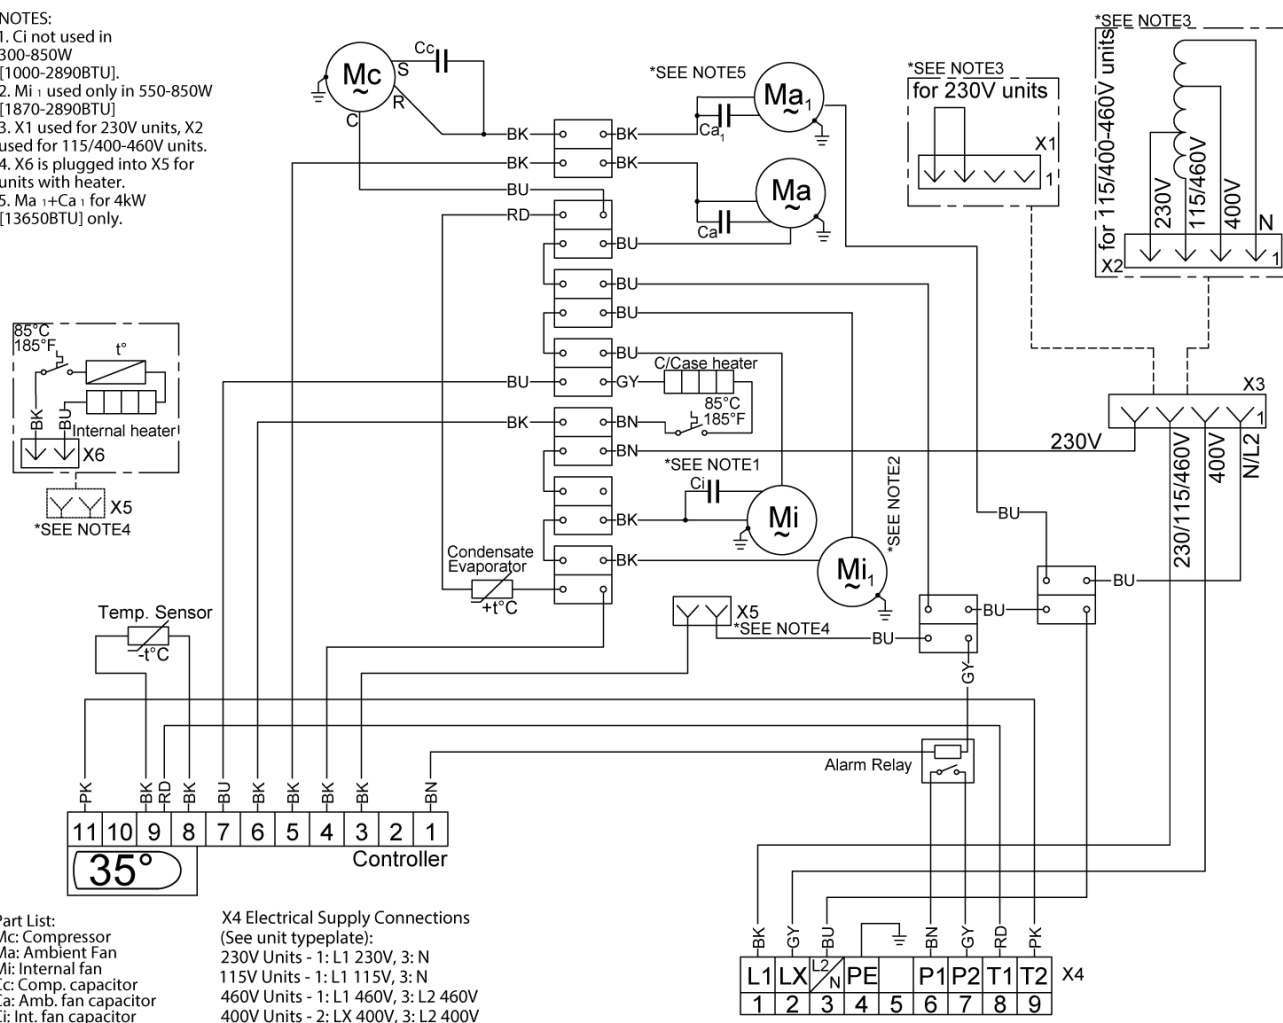 NOTES:
1. Ci not used in
300-850W
[1000-2890BTU].
2. Mi 1 used only in 550-850W
[1870-2890BTU]
3. X1 used for 230V units, X2
used for 115/400-460V units.
4. X6 is plugged into X5 for
units with heater.
5. Ma 1+Ca 1 for 4kW
[13650BTU] only.
Mc
~
S
R
C
Cc
*SEE NOTE5
Ma1
~
Ca1
Ma
~
Ca
*SEE NOTE3
for 230V units
X1
1
*SEE NOTE3
for 115/400-460V units
230V
115/460V
400V
N
X2
1
BK
BK
BK
BK
BU
RD
BU
BU
BU
BU
BU
GY
C/Case heater
85°C
185°F
BK
BN
BN
230V
X3
1
230/115/460V
400V
N/L2
85°C
185°F
t°
BK
BU
Internal heater
X6
X5
*SEE NOTE4
*SEE NOTE1
Ci
BK
Mi
~
*SEE NOTE2
BK
Mi1
~
Condensate
Evaporator
+t°C
BU
BU
BU
BU
GY
X5
*SEE NOTE4
Temp. Sensor
-t°C
Alarm Relay
PK
BK
RD
BK
BU
BK
BK
BK
BK
BN
11 10 9 8 7 6 5 4 3 2 1
35°
Controller
BK
GY
BU
BN
GY
RD
PK
L1 LX L2/N PE P1 P2 T1 T2
X4
1 2 3 4 5 6 7 8 9
Part List:
Mc: Compressor
Ma: Ambient Fan
Mi: Internal fan
Cc: Comp. capacitor
Ca: Amb. fan capacitor
Ci: Int. fan capacitor
X4 Electrical Supply Connections
(See unit typeplate):
230V Units - 1: L1 230V, 3: N
115V Units - 1: L1 115V, 3: N
460V Units - 1: L1 460V, 3: L2 460V
400V Units - 2: LX 400V, 3: L2 400V